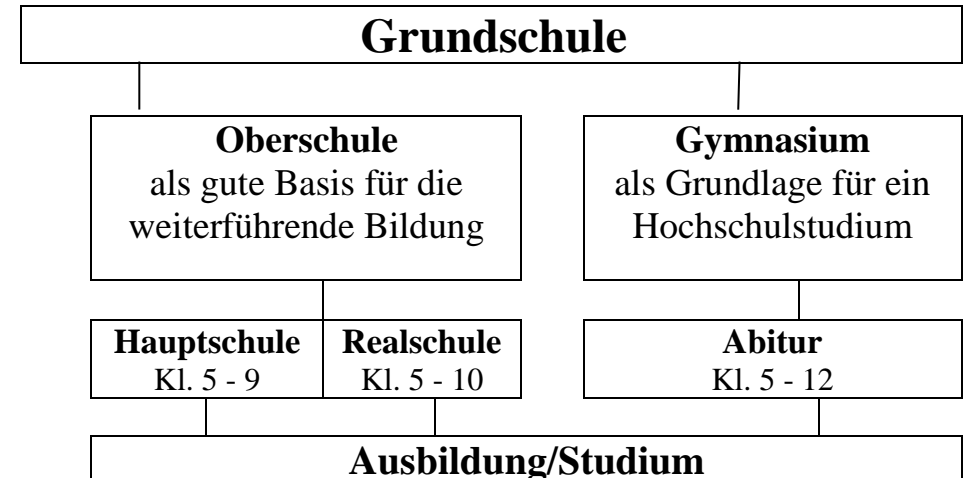 Grundschule
Oberschule
als gute Basis für die
weiterführende Bildung
Gymnasium
als Grundlage für ein
Hochschulstudium
Hauptschule
Kl. 5 - 9
Realschule
Kl. 5 - 10
Abitur
Kl. 5 - 12
Ausbildung/Studium